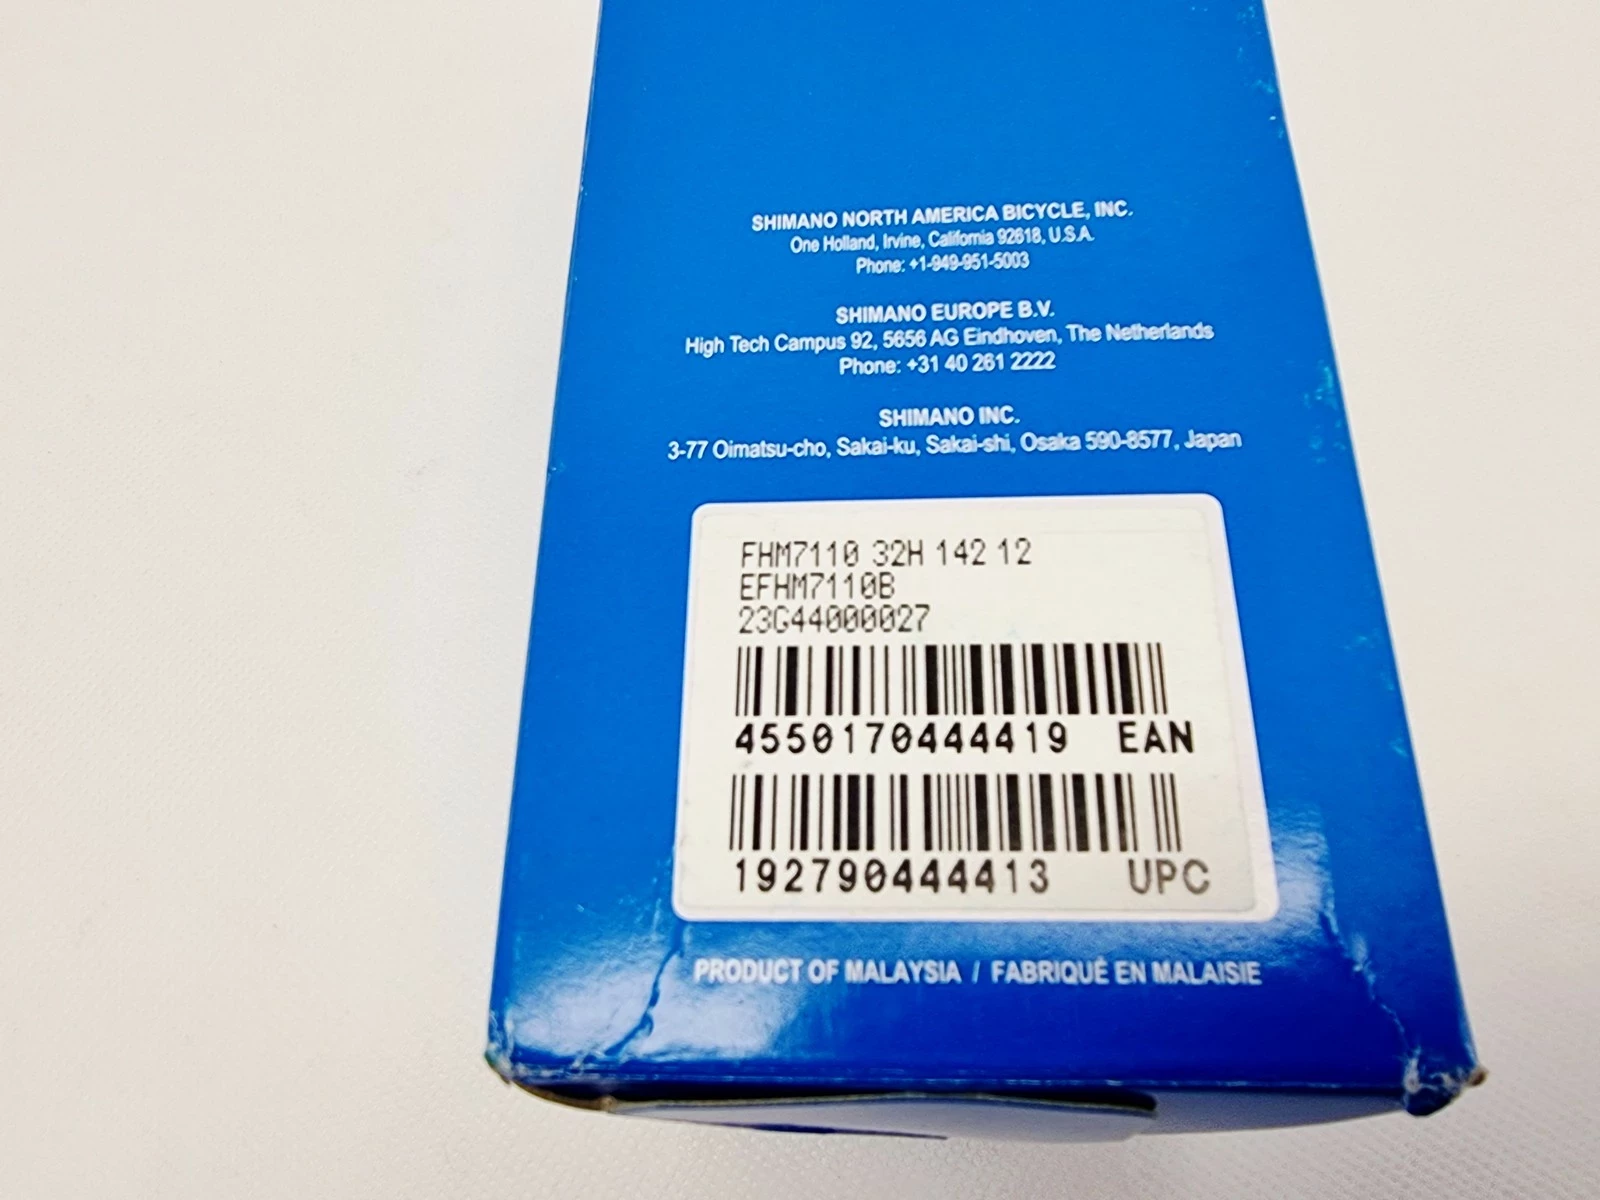 SHIMANO NORTH AMERICA BICYCLE, INC.
One Holland, Irvine, California 92618, U.S.A.
Phone: +1-949-951-5003
SHIMANO EUROPE B.V.
High Tech Campus 92, 5656 AG Eindhoven, The Netherlands
Phone: +31 40 261 2222
SHIMANO INC.
3-77 Oimatsu-cho, Sakai-ku, Sakai-shi, Osaka 590-8577, Japan
FHM7110 32H 142 12
EFHM7110B
23G44000027
4550170444419 EAN
192790444413 UPC
PRODUCT OF MALAYSIA / FABRIQUÉ EN MALAISIE